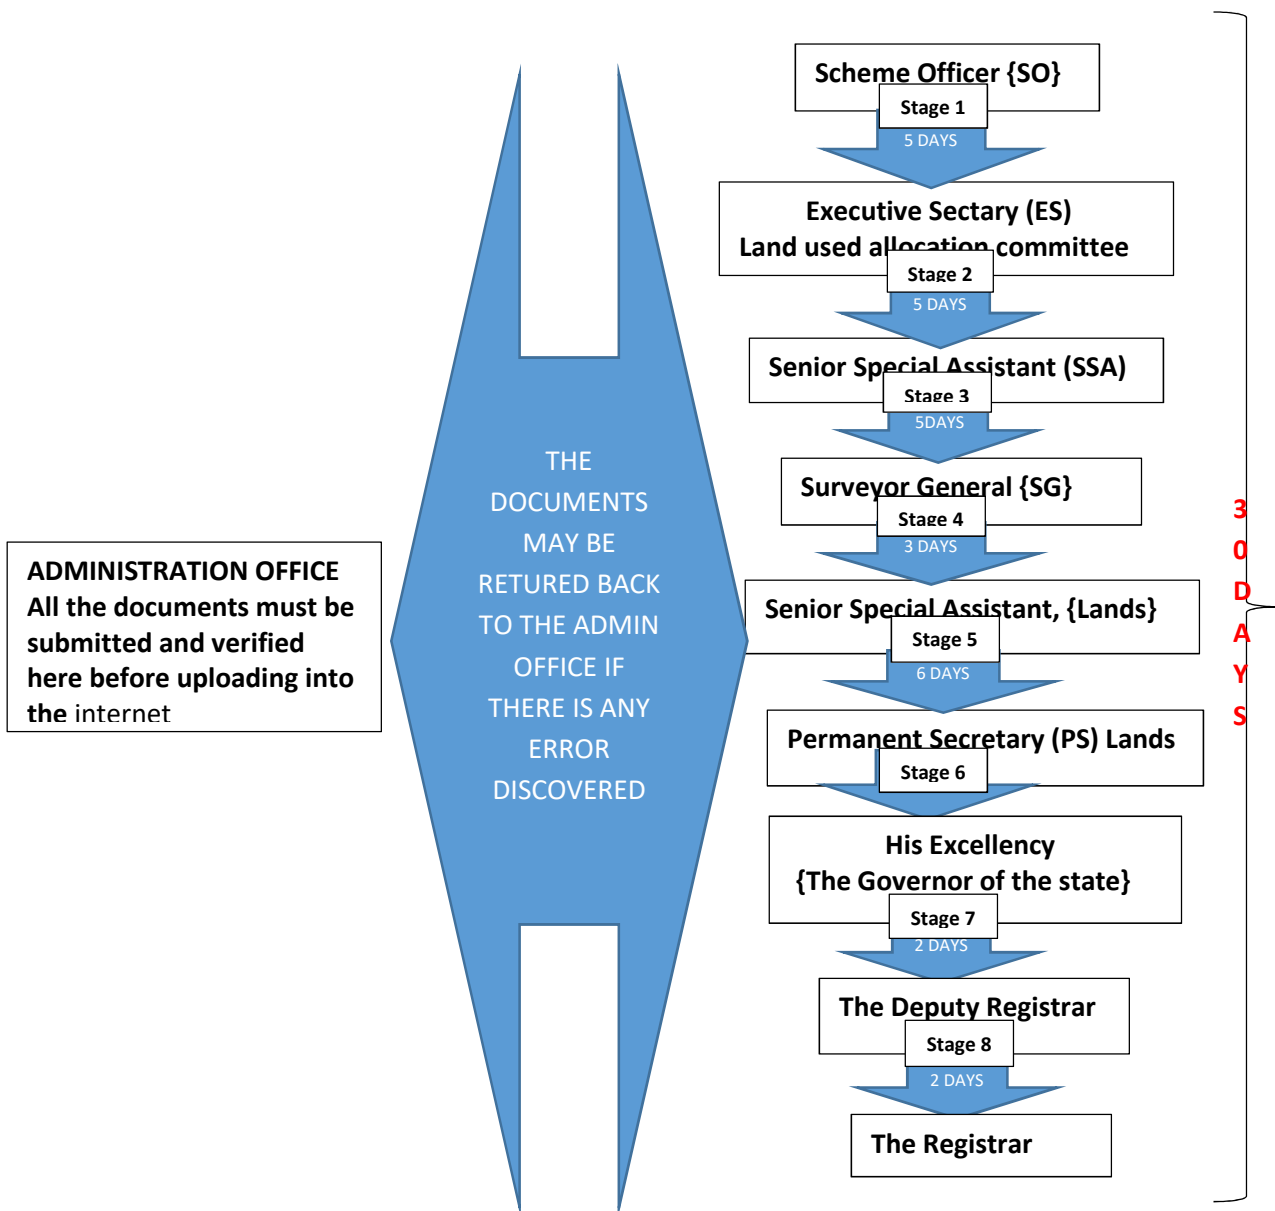 Scheme Officer {SO}
Stage 1
5 DAYS
Executive Sectary (ES)
Land used allocation committee
Stage 2
5 DAYS
Senior Special Assistant (SSA)
Stage 3
5DAYS
Surveyor General {SG}
Stage 4
3 DAYS
Senior Special Assistant, {Lands}
Stage 5
6 DAYS
Permanent Secretary (PS) Lands
Stage 6
His Excellency
{The Governor of the state}
Stage 7
2 DAYS
The Deputy Registrar
Stage 8
2 DAYS
The Registrar
THE
DOCUMENTS
MAY BE
RETURED BACK
TO THE ADMIN
OFFICE IF
THERE IS ANY
ERROR
DISCOVERED
ADMINISTRATION OFFICE
All the documents must be
submitted and verified
here before uploading into
the internet
3
0
D
A
Y
S